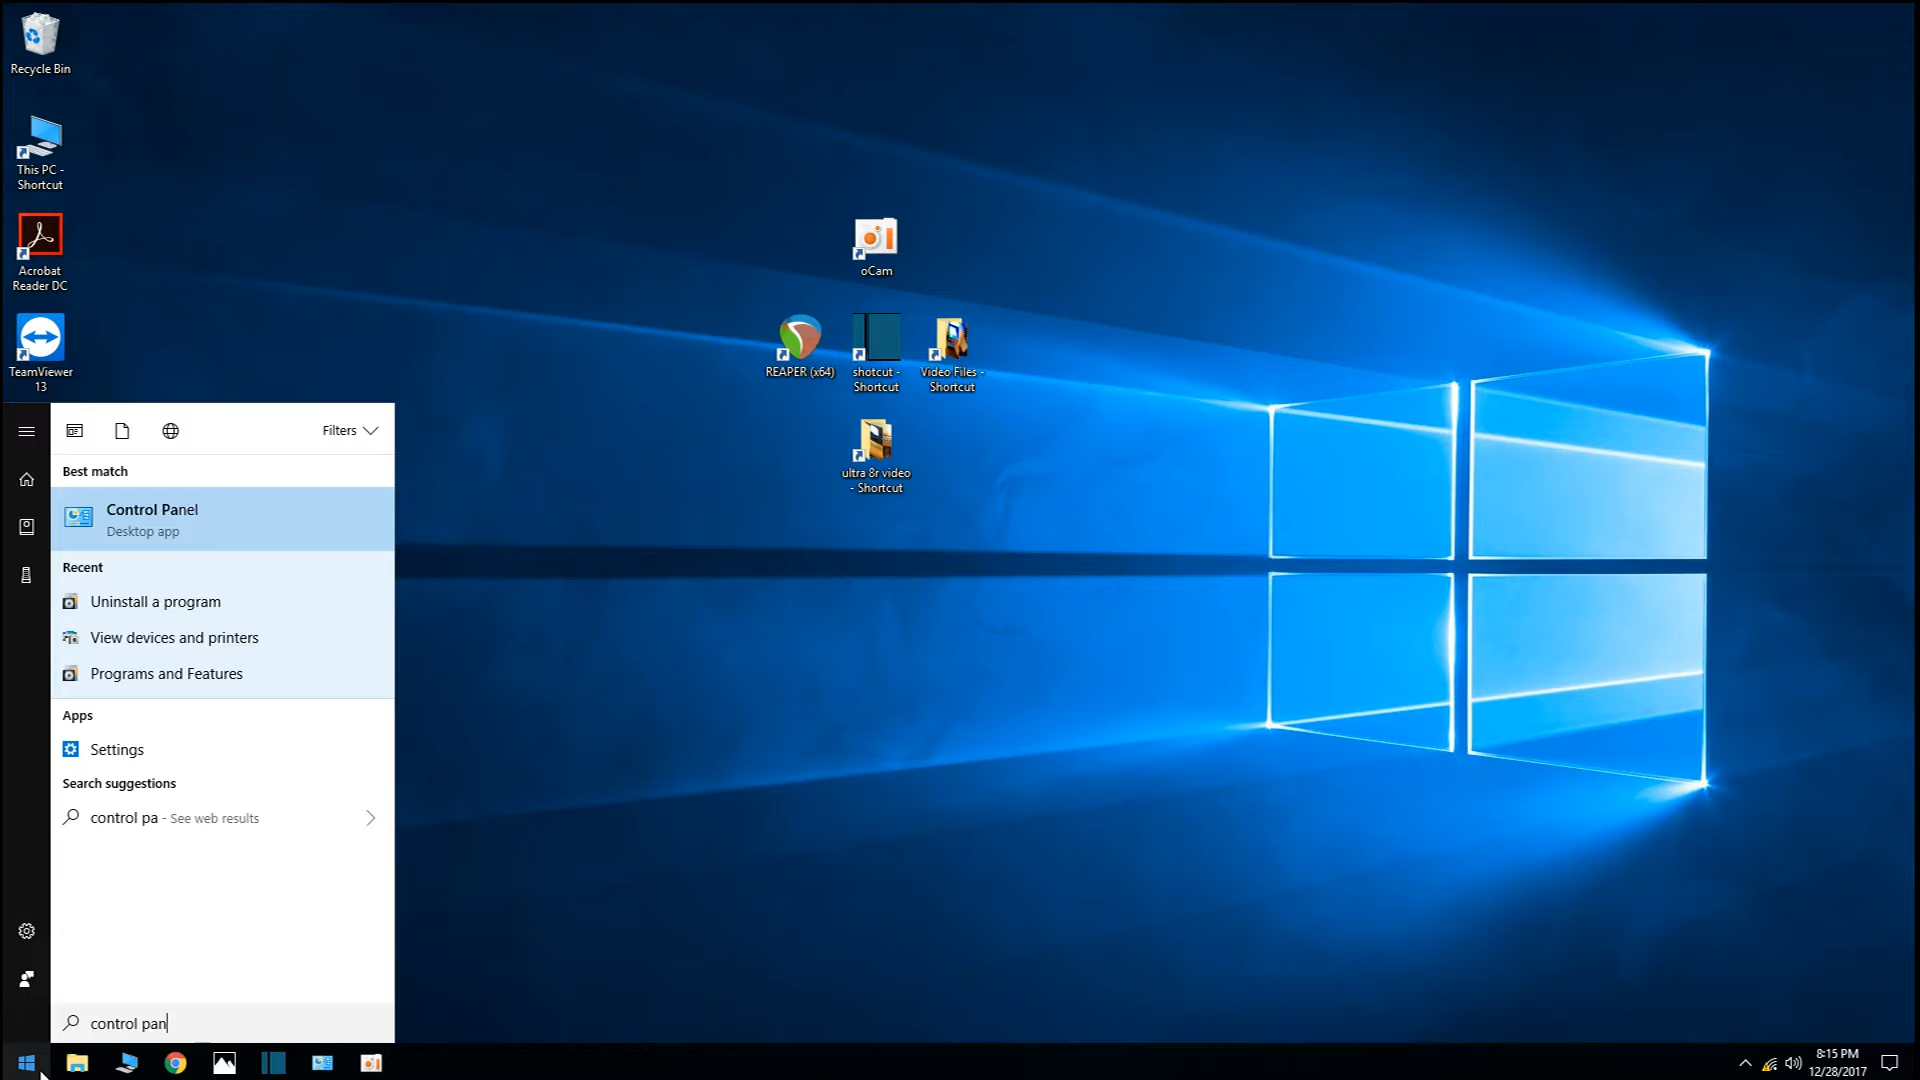 Recycle Bin
This PC -
Shortcut
Acrobat
Reader DC
TeamViewer
13
oCam
REAPER (x64)
shotcut -
Shortcut
Video Files -
Shortcut
ultra 8r video
- Shortcut
Filters
Best match
Control Panel
Desktop app
Recent
Uninstall a program
View devices and printers
Programs and Features
Apps
Settings
Search suggestions
control pa - See web results
control pan
8:15 PM
12/28/2017